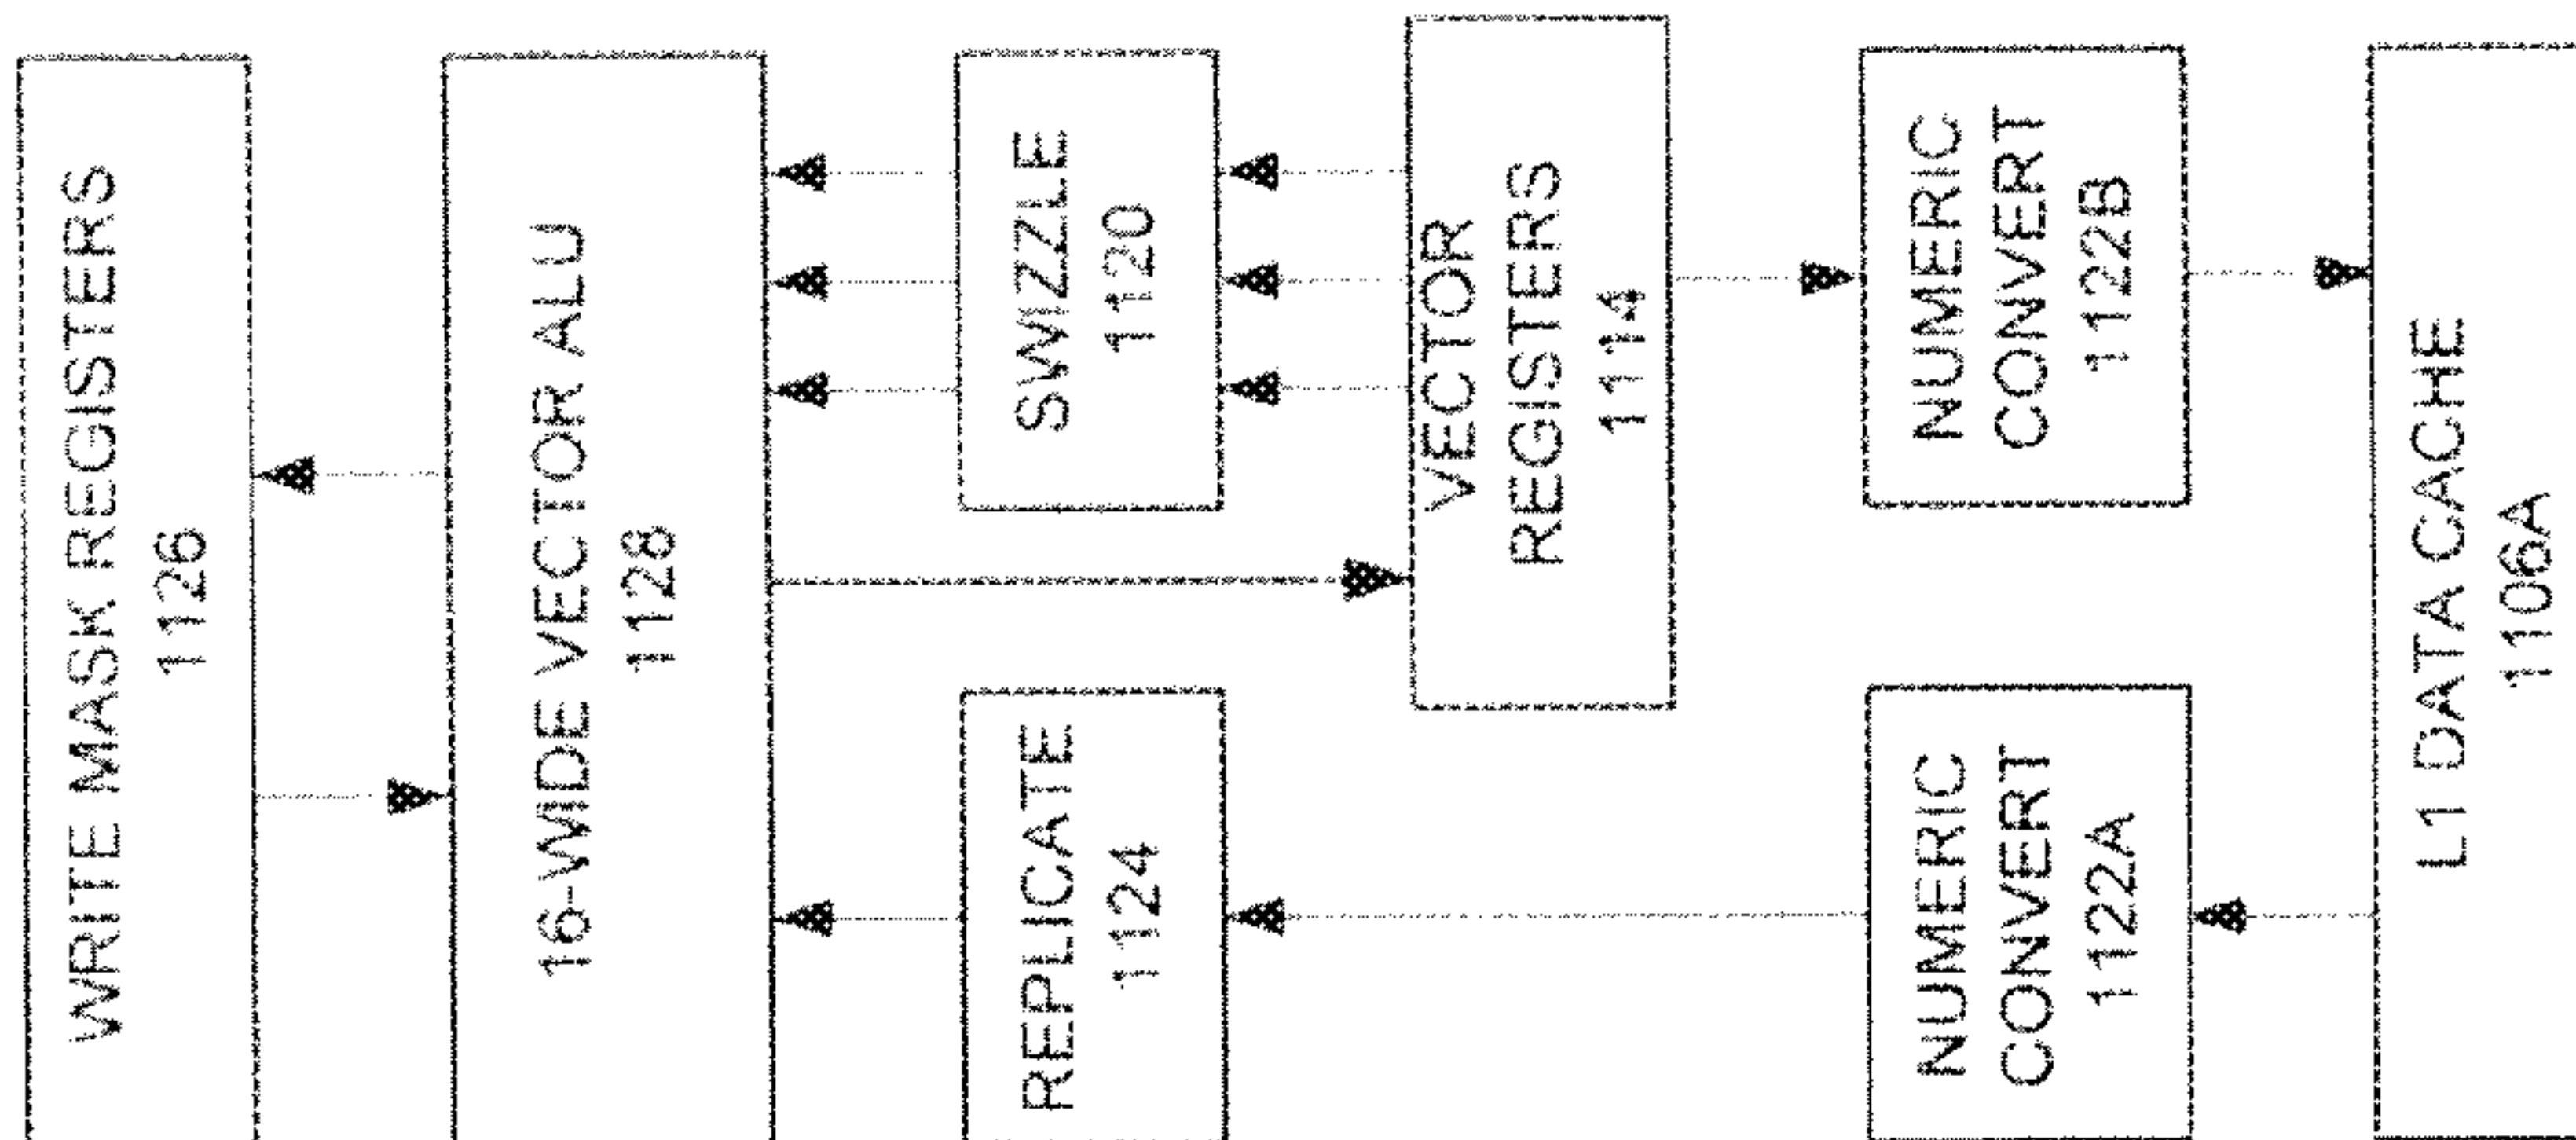 WRITE MASK REGISTERS
1126
16-WIDE VECTOR ALU
1128
REPLICATE
1124
SWIZZLE
1120
VECTOR
REGISTERS
1114
NUMERIC
CONVERT
1122A
NUMERIC
CONVERT
1122B
L1 DATA CACHE
1106A